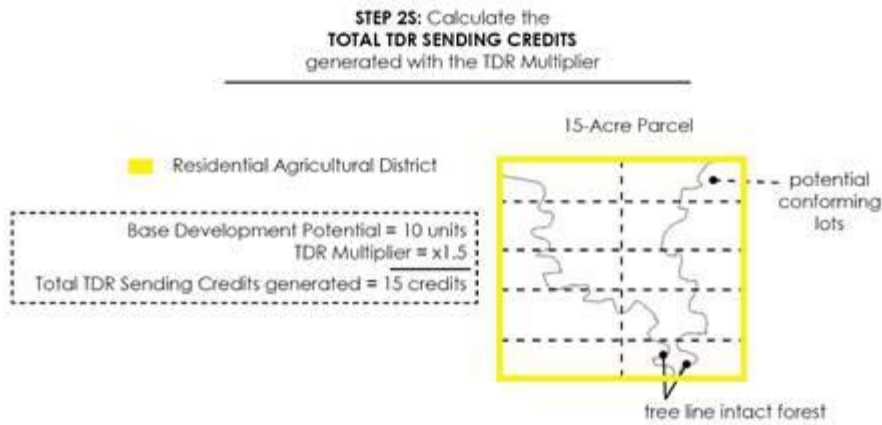 STEP 2S: Calculate the
TOTAL TDR SENDING CREDITS
generated with the TDR Multiplier
15-Acre Parcel
Residential Agricultural District
potential
conforming
lots
Base Development Potential = 10 units
TDR Multiplier = x1.5
Total TDR Sending Credits generated = 15 credits
tree line intact forest